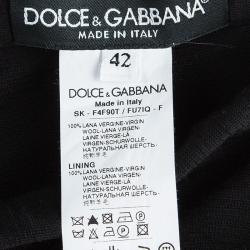 DOLCE & GABBANA
MADE IN ITALY
42
DOLCE & GABBANA
Made in Italy
SK - F4F90T / FU7IQ - F
100% LANA VERGINE-VIRGIN
WOOL-LANA VIRGEN-
LAINE VIERGE-LÃ
VIRGEN-SCHURWOLLE-
НАТУРАЛЬНАЯ ШЕРСТЬ-
LINING
100% LANA VERGINE-VIRGIN
WOOL-LANA VIRGEN-
LAINE VIERGE-LÃ
VIRGEN-SCHURWOLLE-
НАТУРАЛЬНАЯ ШЕРСТЬ-